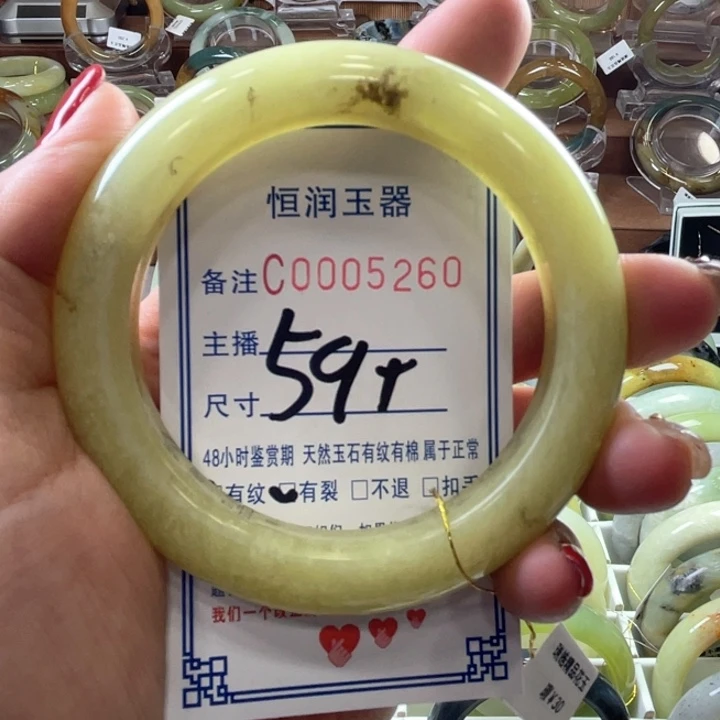 恒润玉器
备注C0005260
主播
尺寸 59+
48小时鉴赏期 天然玉石有纹有棉属于正常
有纹 ☑有裂 □不退 □扣手
我们一个